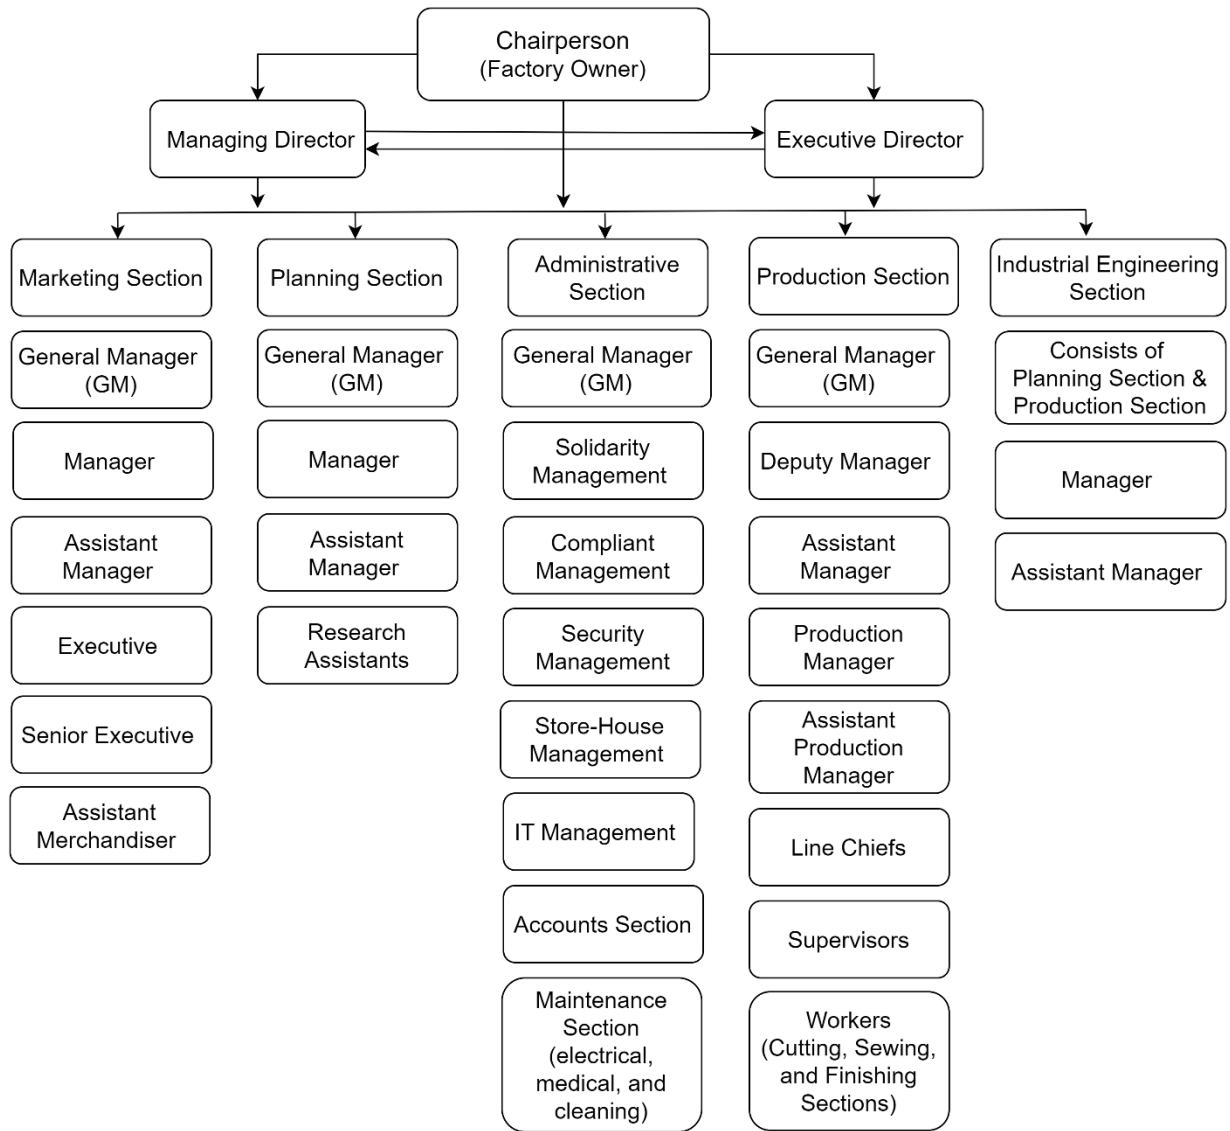 Chairperson
(Factory Owner)
Managing Director
Executive Director
Marketing Section
General Manager
(GM)
Manager
Assistant
Manager
Executive
Senior Executive
Assistant
Merchandiser
Planning Section
General Manager
(GM)
Manager
Assistant
Manager
Research
Assistants
Administrative
Section
General Manager
(GM)
Solidarity
Management
Compliant
Management
Security
Management
Store-House
Management
IT Management
Accounts Section
Maintenance
Section
(electrical,
medical, and
cleaning)
Production Section
General Manager
(GM)
Deputy Manager
Assistant
Manager
Production
Manager
Assistant
Production
Manager
Line Chiefs
Supervisors
Workers
(Cutting, Sewing,
and Finishing
Sections)
Industrial Engineering
Section
Consists of
Planning Section &
Production Section
Manager
Assistant Manager